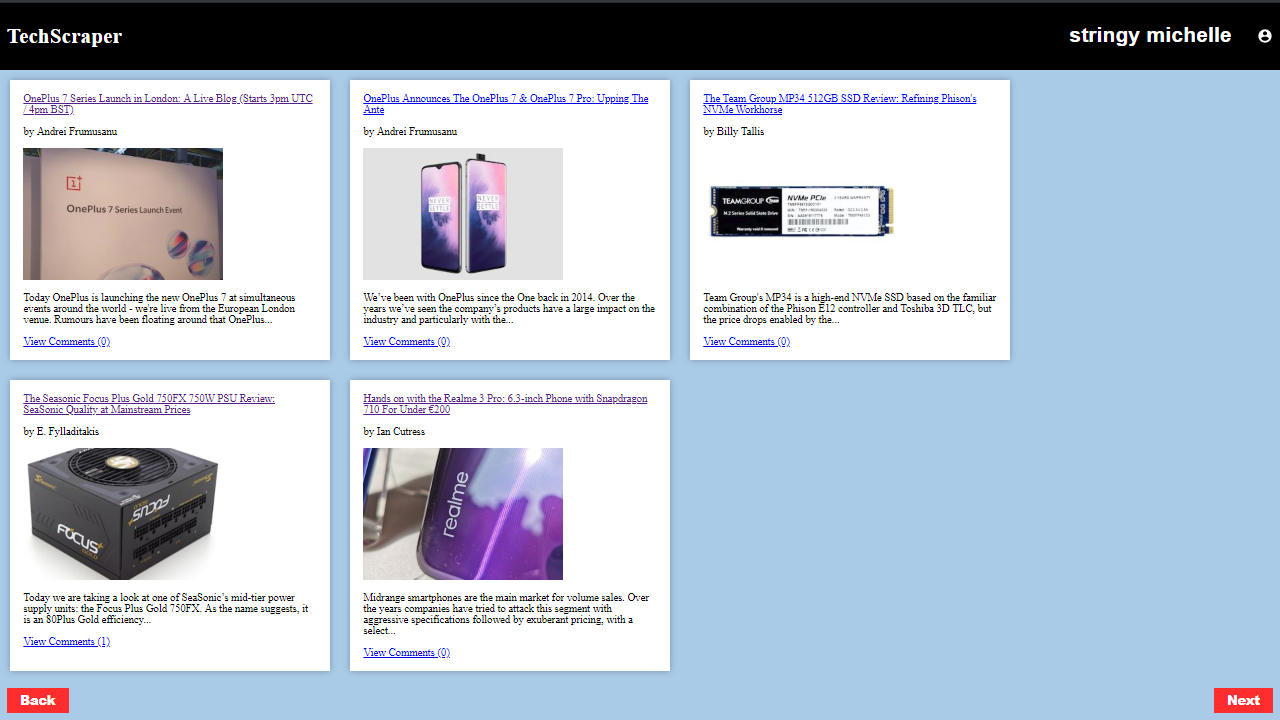 TechScraper
stringy michelle
OnePlus 7 Series Launch in London: A Live Blog (Starts 3pm UTC
/ 4pm BST)
by Andrei Frumusanu
OnePlus 7 Series Launch Event
Today OnePlus is launching the new OnePlus 7 at simultaneous
events around the world - we're live from the European London
venue. Rumours have been floating around that OnePlus...
View Comments (0)
OnePlus Announces The OnePlus 7 & OnePlus 7 Pro: Upping The
Ante
by Andrei Frumusanu
NEVER
SETTLE
NEVER
SETTLE
We’ve been with OnePlus since the One back in 2014. Over the
years we’ve seen the company’s products have a large impact on the
industry and particularly with the...
View Comments (0)
The Team Group MP34 512GB SSD Review: Refining Phison's
NVMe Workhorse
by Billy Tallis
TEAMGROUP Team
M.2 Series Solid State Drive
NVMe PCIe
Warranty void if removed
Team Group's MP34 is a high-end NVMe SSD based on the familiar
combination of the Phison E12 controller and Toshiba 3D TLC, but
the price drops enabled by the...
View Comments (0)
The Seasonic Focus Plus Gold 750FX 750W PSU Review:
SeaSonic Quality at Mainstream Prices
by E. Fylladitakis
FOCUS
FOCUS+
Today we are taking a look at one of SeaSonic’s mid-tier power
supply units: the Focus Plus Gold 750FX. As the name suggests, it
is an 80Plus Gold efficiency...
View Comments (1)
Hands on with the Realme 3 Pro: 6.3-inch Phone with Snapdragon
710 For Under €200
by Ian Cutress
realme
Midrange smartphones are the main market for volume sales. Over
the years companies have tried to attack this segment with
aggressive specifications followed by exuberant pricing, with a
select...
View Comments (0)
Back
Next